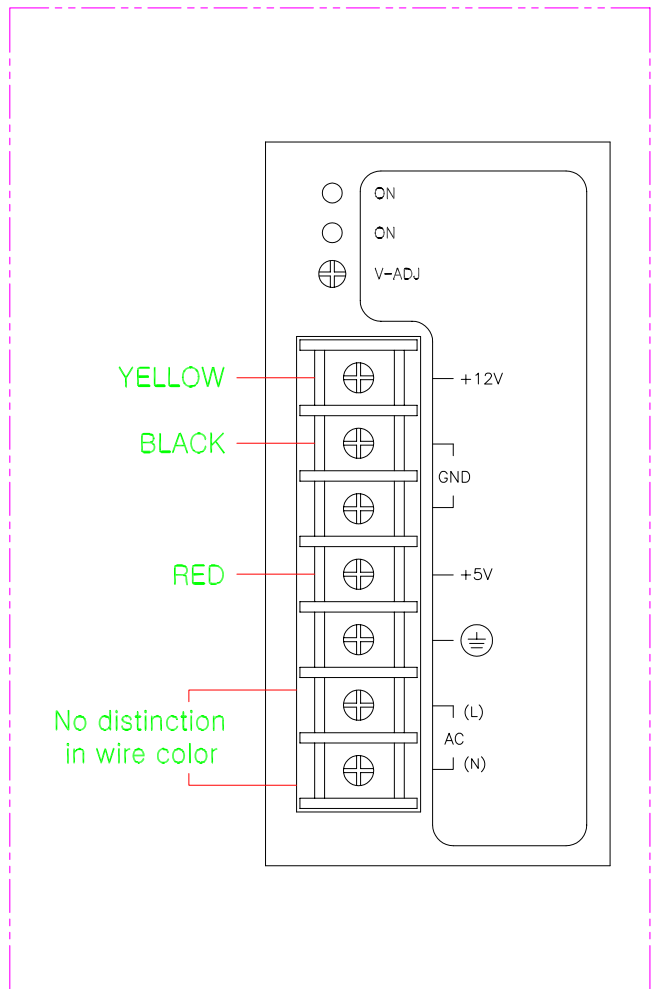 ON
ON
V-ADJ
YELLOW
+12V
BLACK
GND
RED
+5V
No distinction
in wire color
(L)
AC
(N)